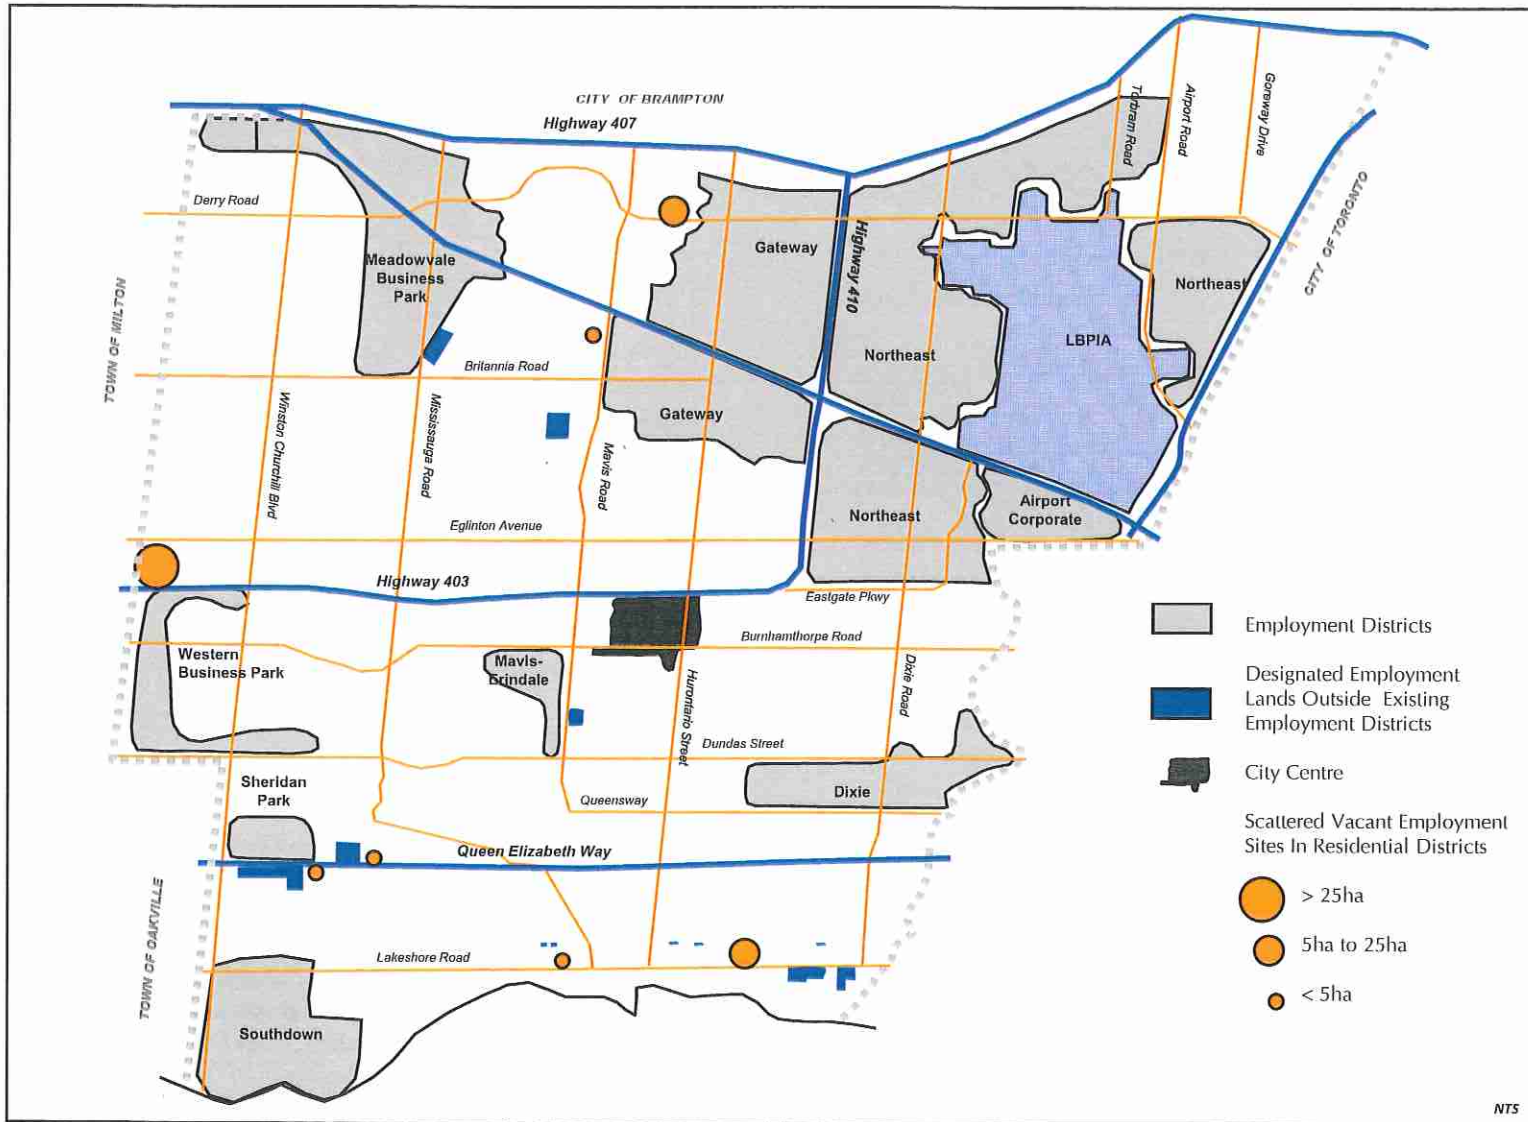 CITY OF BRAMPTON
Highway 407
Torbram Road
Airport Road
Goreway Drive
CITY OF TORONTO
Derry Road
Meadowvale
Business
Park
Gateway
Highway 410
Northeast
Northeast
LBPIA
TOWN OF MILTON
Britannia Road
Gateway
Winston Churchill Blvd
Mississauga Road
Mavis Road
Eglinton Avenue
Northeast
Airport
Corporate
Highway 403
Eastgate Pkwy
Burnhamthorpe Road
Western
Business Park
Mavis-
Erindale
Hurontario Street
Dixie Road
Dundas Street
Sheridan
Park
Queensway
Dixie
Queen Elizabeth Way
TOWN OF OAKVILLE
Lakeshore Road
Southdown
Employment Districts
Designated Employment
Lands Outside Existing
Employment Districts
City Centre
Scattered Vacant Employment
Sites In Residential Districts
> 25ha
5ha to 25ha
< 5ha
NTS